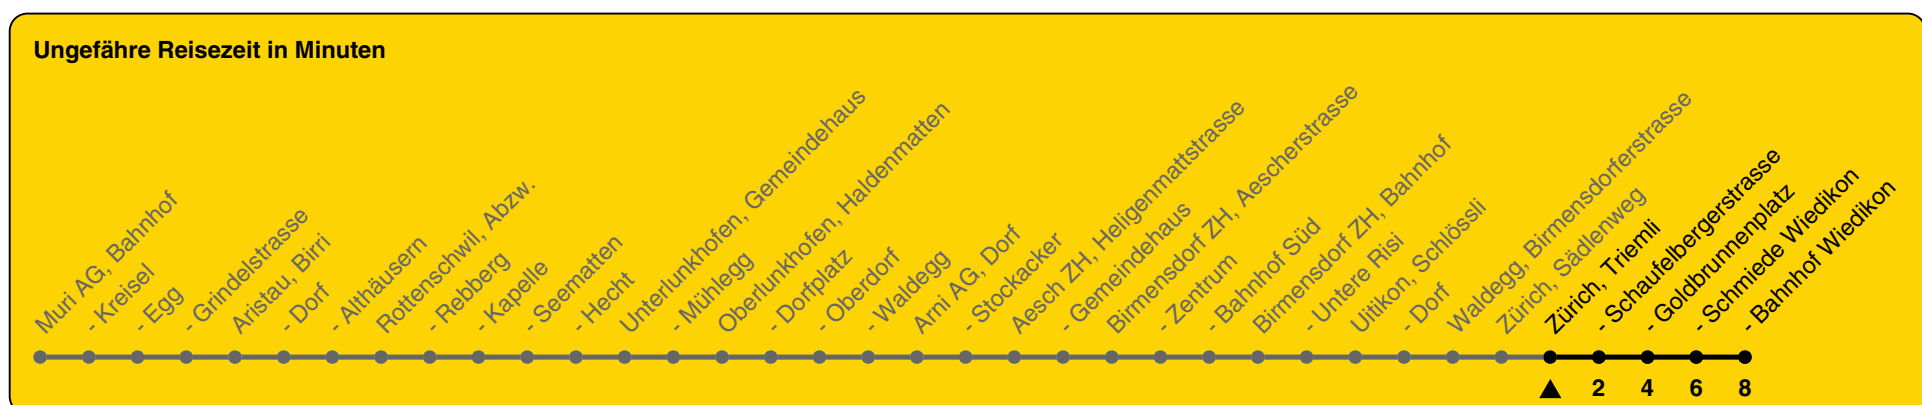 Ungefähre Reisezeit in Minuten
Muri AG, Bahnhof
- Kreisel
- Egg
- Grindelstrasse
Aristau, Birri
- Dorf
- Althäusern
Rottenschwil, Abzw.
- Rebberg
- Kapelle
- Seematten
- Hecht
Unterlunkhofen, Gemeindehaus
- Mühlegg
Oberlunkhofen, Haldenmatten
- Dorfplatz
- Oberdorf
- Waldegg
Arni AG, Dorf
- Stockacker
Aesch ZH, Heligenmattstrasse
- Gemeindehaus
Birmensdorf ZH, Aescherstrasse
- Zentrum
- Bahnhof Süd
Birmensdorf ZH, Bahnhof
- Untere Risi
Uitikon, Schlössli
- Dorf
Waldegg, Birmensdorferstrasse
Zürich, Sädlenweg
Zürich, Triemli
- Schaufelbergerstrasse
- Goldbrunnenplatz
- Schmiede Wiedikon
- Bahnhof Wiedikon
2 4 6 8